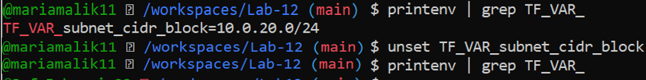 @mariamalik11 /workspaces/Lab-12 (main) $ printenv | grep TF_VAR_
TF_VAR_subnet_cidr_block=10.0.20.0/24
@mariamalik11 /workspaces/Lab-12 (main) $ unset TF_VAR_subnet_cidr_block
@mariamalik11 /workspaces/Lab-12 (main) $ printenv | grep TF_VAR_